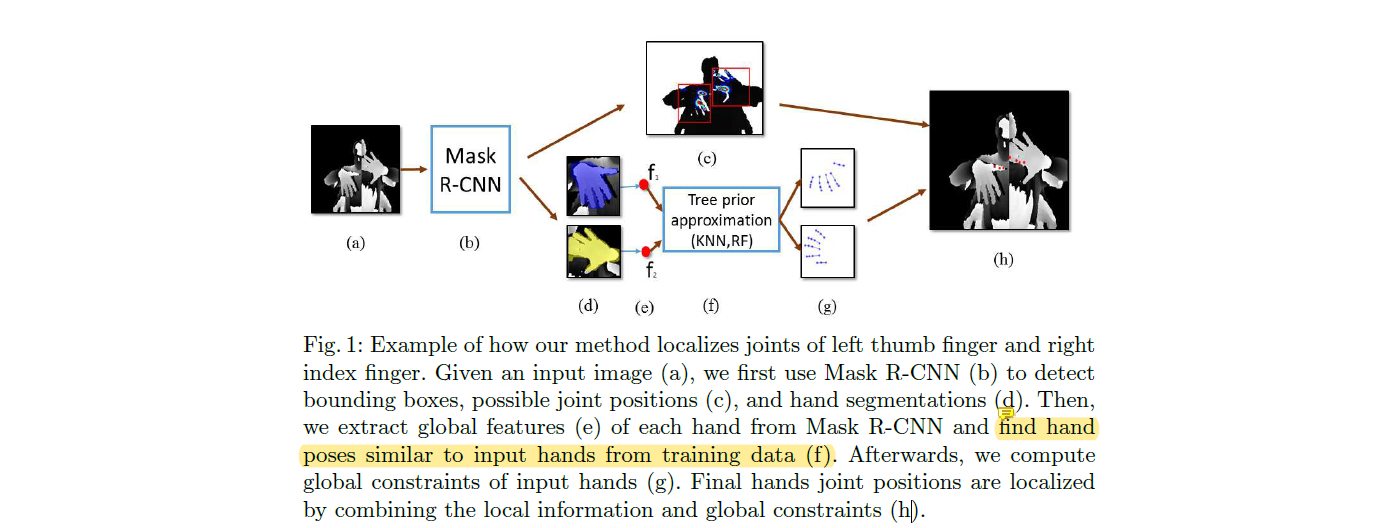 Mask
R-CNN
(a)
(b)
(c)
f1
Tree prior
approximation
(KNN,RF)
f2
(d)
(e)
(f)
(g)
(h)
Fig. 1: Example of how our method localizes joints of left thumb finger and right
index finger. Given an input image (a), we first use Mask R-CNN (b) to detect
bounding boxes, possible joint positions (c), and hand segmentations (d). Then,
we extract global features (e) of each hand from Mask R-CNN and find hand
poses similar to input hands from training data (f). Afterwards, we compute
global constraints of input hands (g). Final hands joint positions are localized
by combining the local information and global constraints (h).